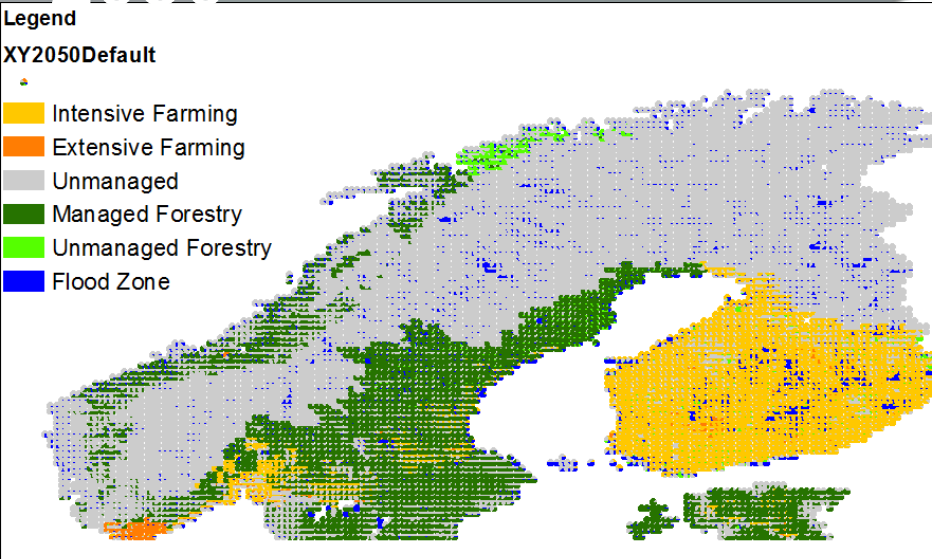 Legend
XY2050Default
Intensive Farming
Extensive Farming
Unmanaged
Managed Forestry
Unmanaged Forestry
Flood Zone